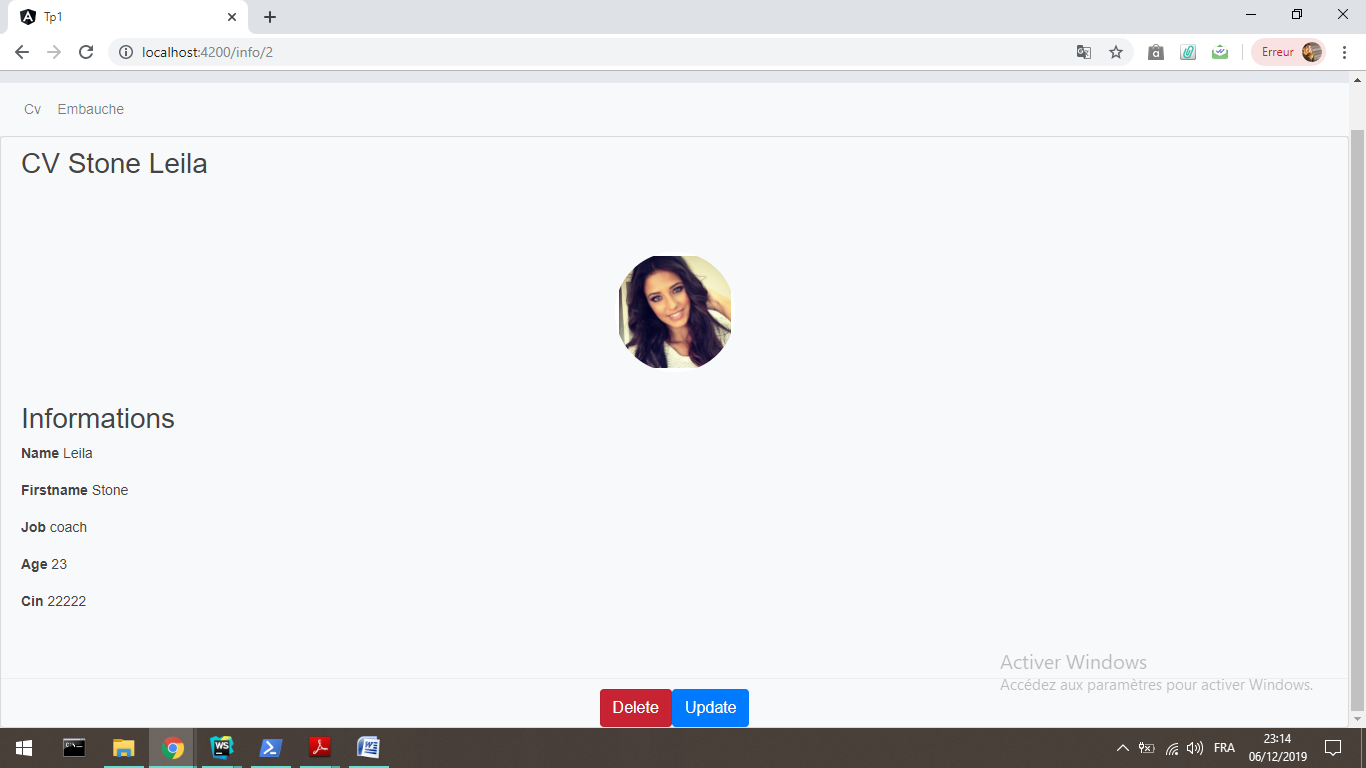 Tp1
localhost:4200/info/2
Erreur
Cv Embauche
CV Stone Leila
Informations
Name Leila
Firstname Stone
Job coach
Age 23
Cin 22222
Activer Windows
Accédez aux paramètres pour activer Windows.
Delete Update
FRA
23:14
06/12/2019